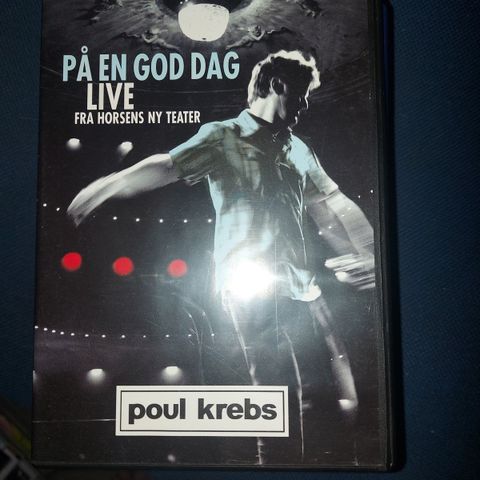 PÅ EN GOD DAG
LIVE
FRA HORSENS NY TEATER
poul krebs